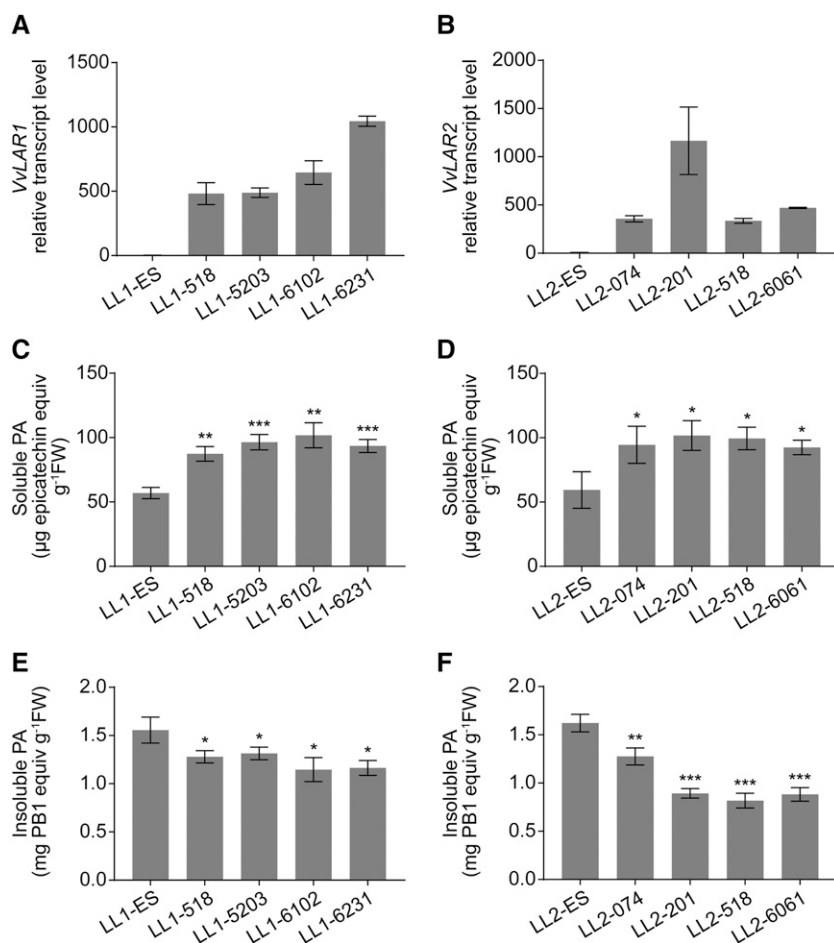 A
VvLAR1
relative transcript level
1500
1000
500
0
LL1-ES
LL1-518
LL1-5203
LL1-6102
LL1-6231
B
VvLAR2
relative transcript level
2000
1500
1000
500
0
LL2-ES
LL2-074
LL2-201
LL2-518
LL2-6061
C
Soluble PA
(µg epicatechin equiv
g⁻¹FW)
150
100
50
0
** *** ** ***
LL1-ES
LL1-518
LL1-5203
LL1-6102
LL1-6231
D
Soluble PA
(µg epicatechin equiv
g⁻¹FW)
150
100
50
0
* * * *
LL2-ES
LL2-074
LL2-201
LL2-518
LL2-6061
E
Insoluble PA
(mg PB1 equiv g⁻¹FW)
2.0
1.5
1.0
0.5
0.0
* * * *
LL1-ES
LL1-518
LL1-5203
LL1-6102
LL1-6231
F
Insoluble PA
(mg PB1 equiv g⁻¹FW)
2.0
1.5
1.0
0.5
0.0
** *** *** ***
LL2-ES
LL2-074
LL2-201
LL2-518
LL2-6061